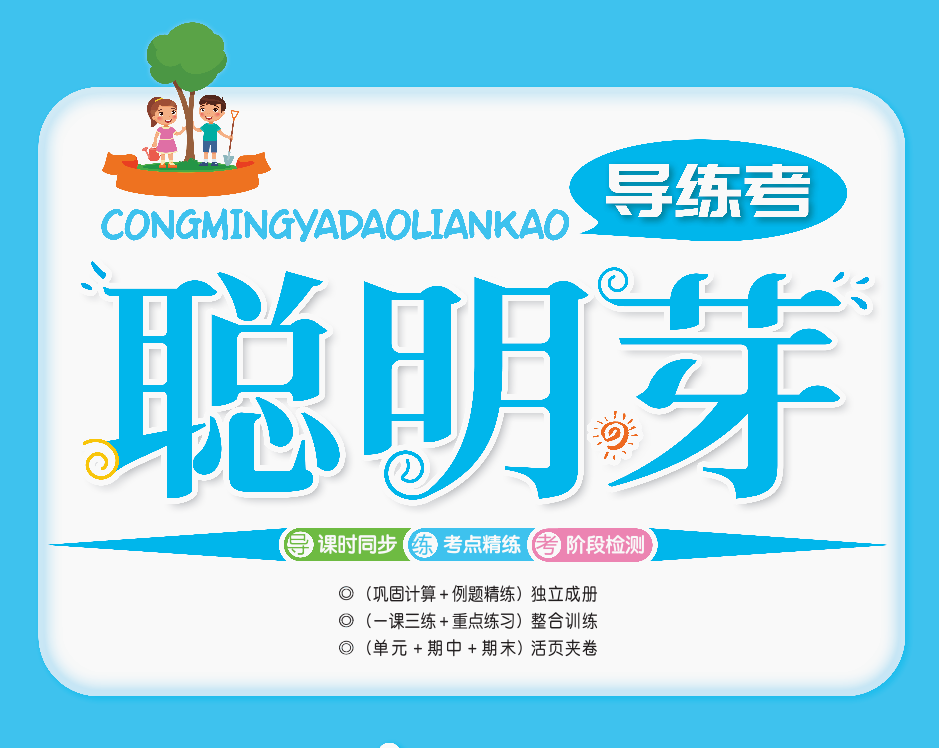 导练考
CONGMINGYADAOLIANKAO
聪明芽
导 课时同步 练 考点精练 考 阶段检测
◎（巩固计算+例题精练）独立成册
◎（一课三练+重点练习）整合训练
◎（单元+期中+期末）活页夹卷